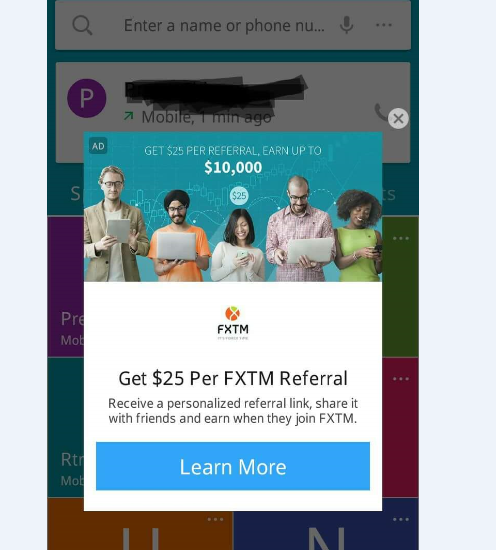 Enter a name or phone nu...
P
Mobile, 1 min ago
AD
GET $25 PER REFERRAL, EARN UP TO
$10,000
$25
S
ts
FXTM
Get $25 Per FXTM Referral
Receive a personalized referral link, share it
with friends and earn when they join FXTM.
Learn More
Pre
Mob
Rtr
Mob
U
N